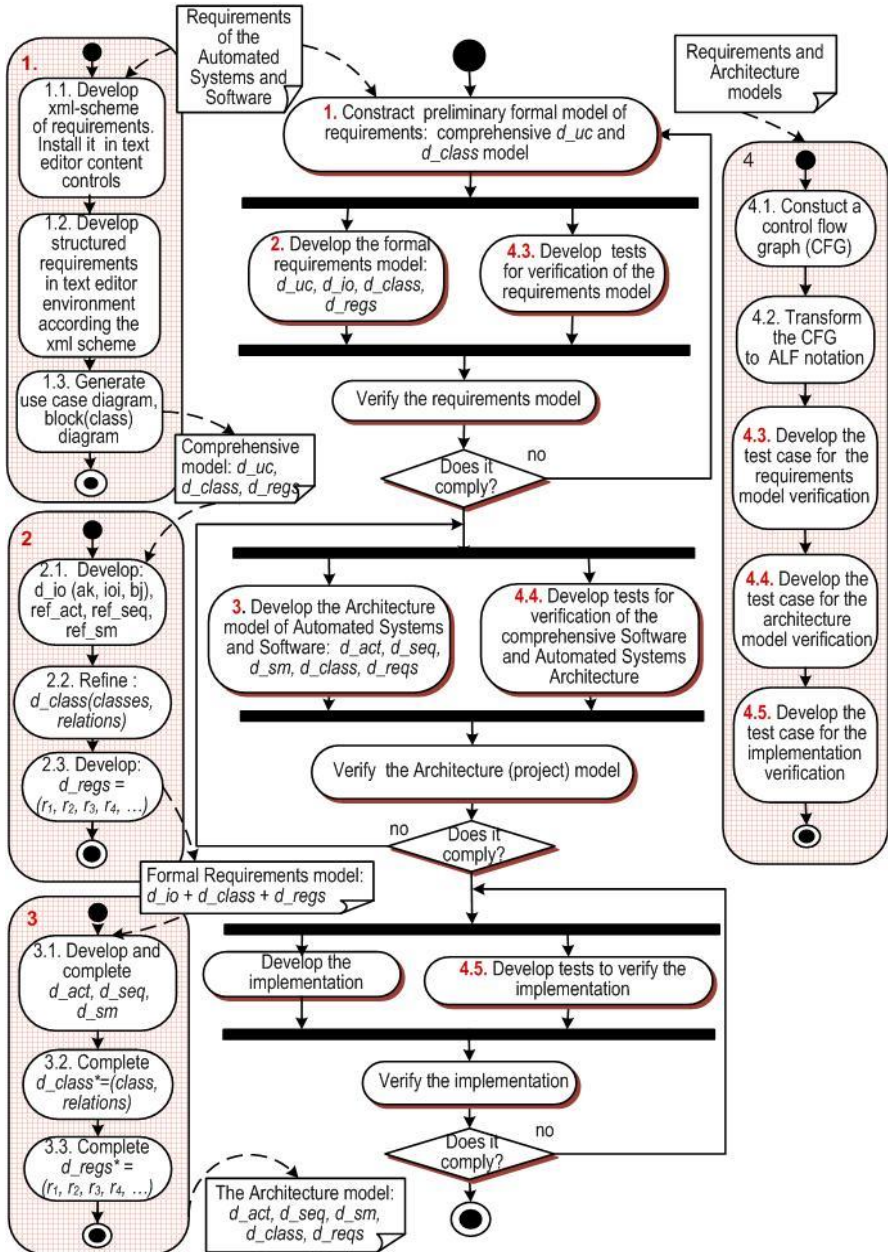 Requirements
of the
Automated
Systems and
Software
1.
1.1. Develop
xml-scheme
of requirements.
Install it in text
editor content
controls
1.2. Develop
structured
requirements
in text editor
environment
according the
xml scheme
1.3. Generate
use case diagram,
block(class)
diagram
Comprehensive
model: d_uc,
d_class, d_regs
2
2.1. Develop:
d_io (ak, ioi, bj),
ref_act, ref_seq,
ref_sm
2.2. Refine :
d_class(classes,
relations)
2.3. Develop:
d_regs =
(r1, r2, r3, r4, …)
Formal Requirements model:
d_io + d_class + d_regs
3
3.1. Develop and
complete
d_act, d_seq,
d_sm
3.2. Complete
d_class*=(class,
relations)
3.3. Complete
d_regs* =
(r1, r2, r3, r4, …)
The Architecture model:
d_act, d_seq, d_sm,
d_class, d_reqs
1. Constract preliminary formal model of
requirements: comprehensive d_uc and
d_class model
2. Develop the formal
requirements model:
d_uc, d_io, d_class,
d_regs
4.3. Develop tests
for verification of the
requirements model
Verify the requirements model
Does it
comply?
no
3. Develop the Architecture
model of Automated Systems
and Software: d_act, d_seq,
d_sm, d_class, d_reqs
4.4. Develop tests for
verification of the
comprehensive Software
and Automated Systems
Architecture
Verify the Architecture (project) model
no
Does it
comply?
Develop the
implementation
4.5. Develop tests to verify the
implementation
Verify the implementation
Does it
comply?
no
Requirements and
Architecture
models
4
4.1. Constuct a
control flow
graph (CFG)
4.2. Transform
the CFG
to ALF notation
4.3. Develop the
test case for the
requirements
model verification
4.4. Develop the
test case for the
architecture
model verification
4.5. Develop the
test case for the
implementation
verification